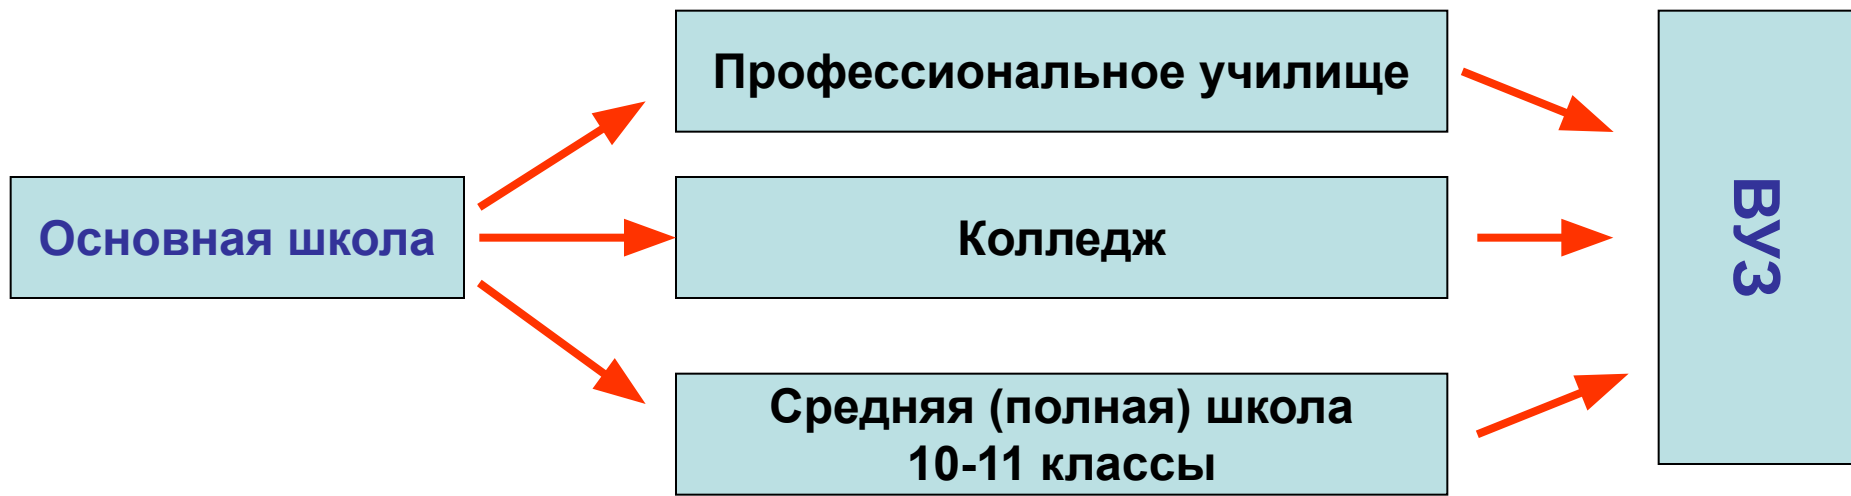 Профессиональное училище
Основная школа
Колледж
Средняя (полная) школа
10-11 классы
ВУЗ